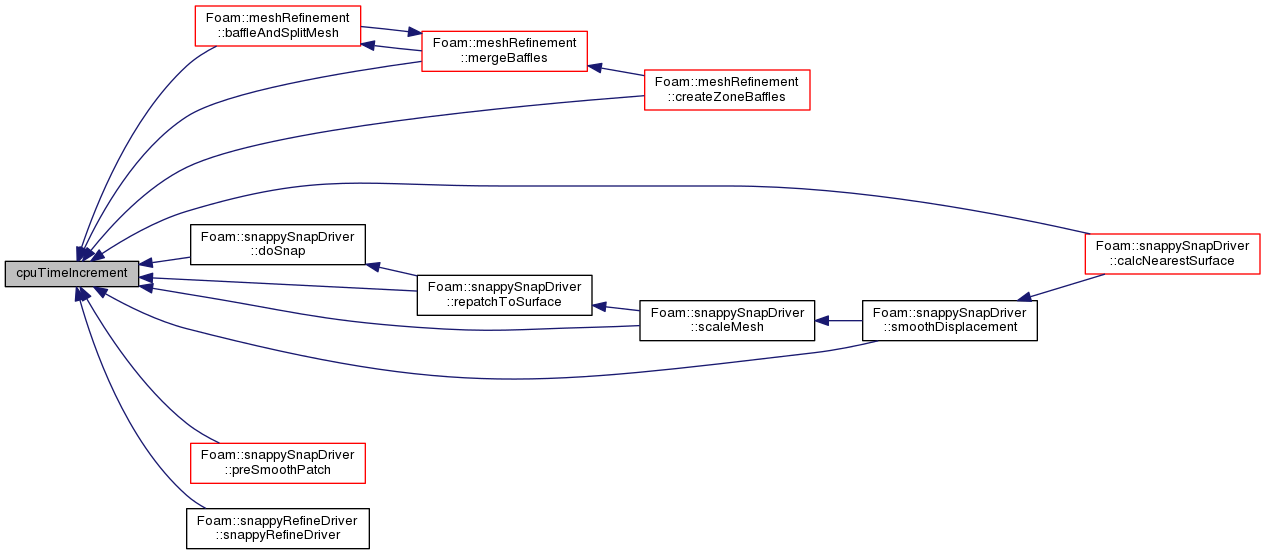 Foam::meshRefinement
::baffleAndSplitMesh
Foam::meshRefinement
::mergeBaffles
Foam::meshRefinement
::createZoneBaffles
Foam::snappySnapDriver
::doSnap
Foam::snappySnapDriver
::calcNearestSurface
cpuTimeIncrement
Foam::snappySnapDriver
::repatchToSurface
Foam::snappySnapDriver
::scaleMesh
Foam::snappySnapDriver
::smoothDisplacement
Foam::snappySnapDriver
::preSmoothPatch
Foam::snappyRefineDriver
::snappyRefineDriver